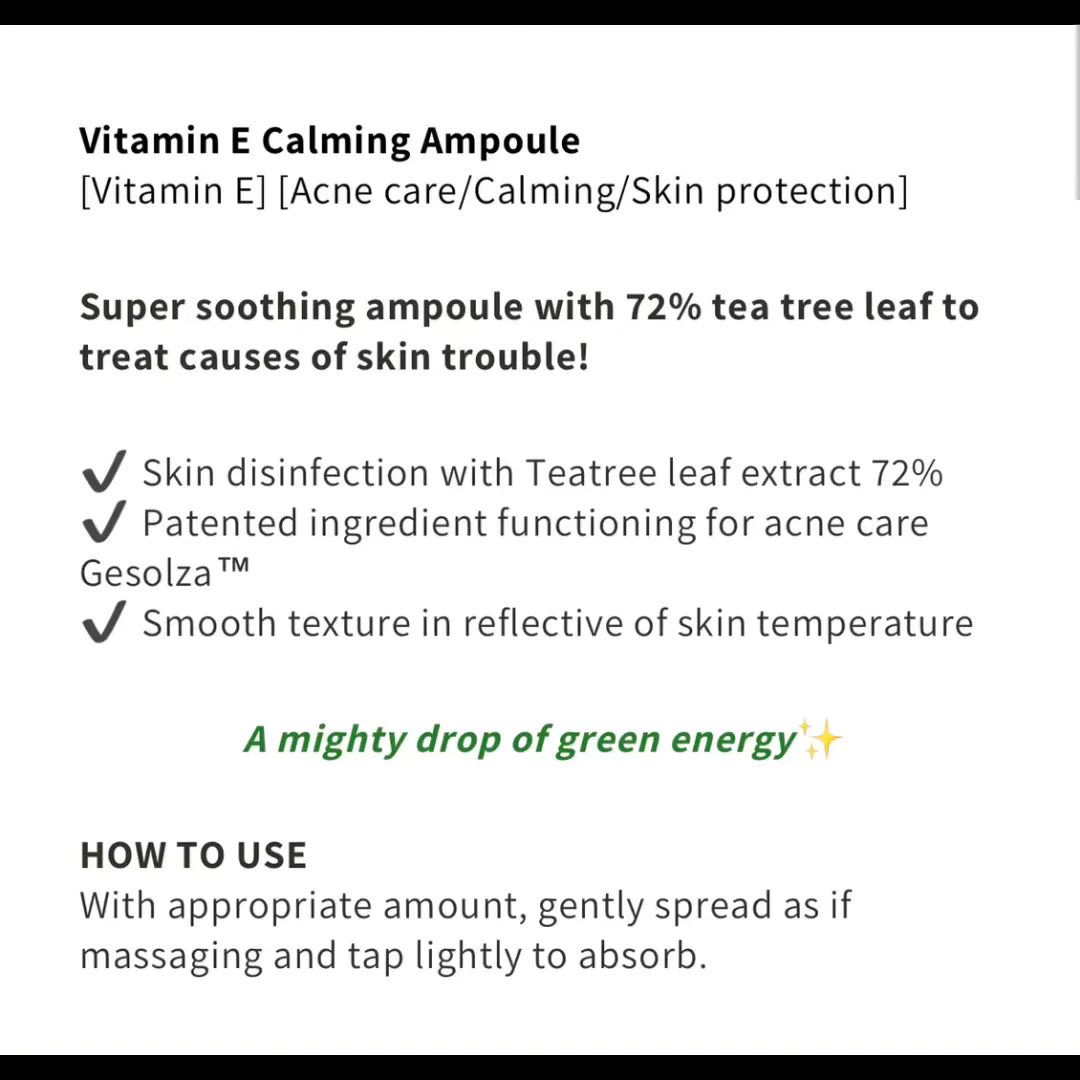 Vitamin E Calming Ampoule
[Vitamin E] [Acne care/Calming/Skin protection]
Super soothing ampoule with 72% tea tree leaf to
treat causes of skin trouble!
✔ Skin disinfection with Teatree leaf extract 72%
✔ Patented ingredient functioning for acne care
Gesolza™
✔ Smooth texture in reflective of skin temperature
A mighty drop of green energy✨
HOW TO USE
With appropriate amount, gently spread as if
massaging and tap lightly to absorb.